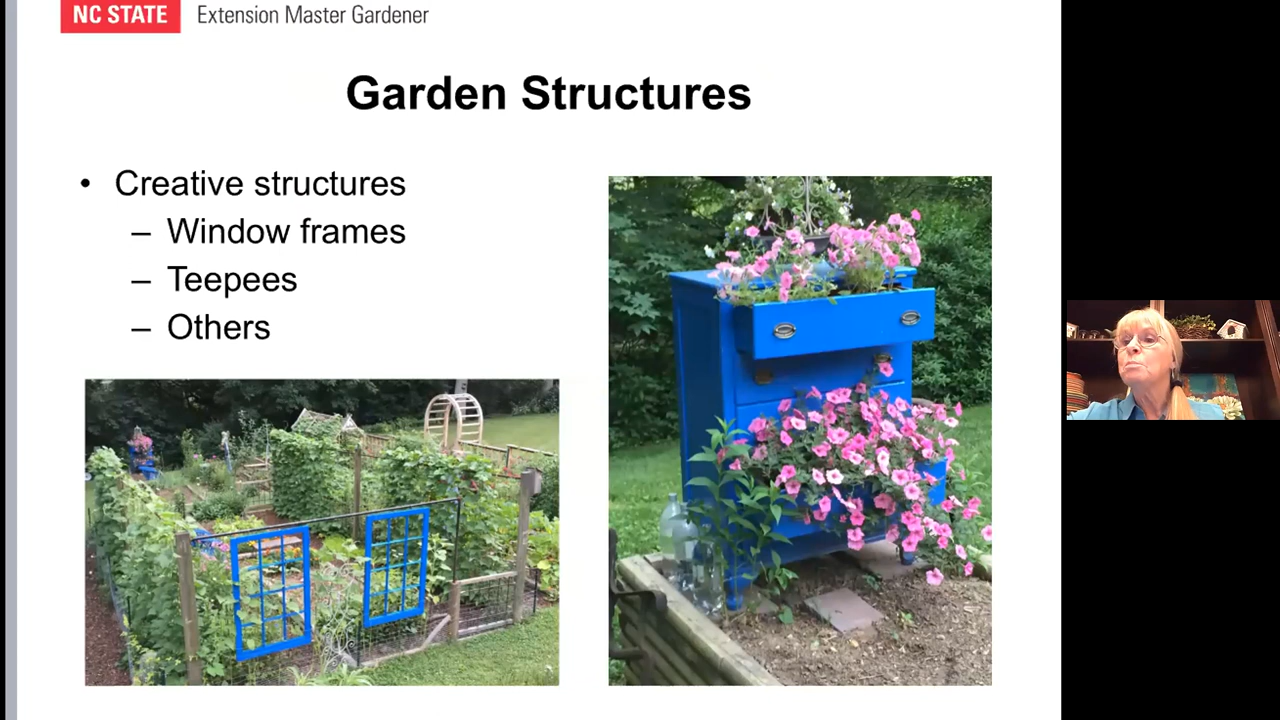 NC STATE Extension Master Gardener
Garden Structures
• Creative structures
– Window frames
– Teepees
– Others